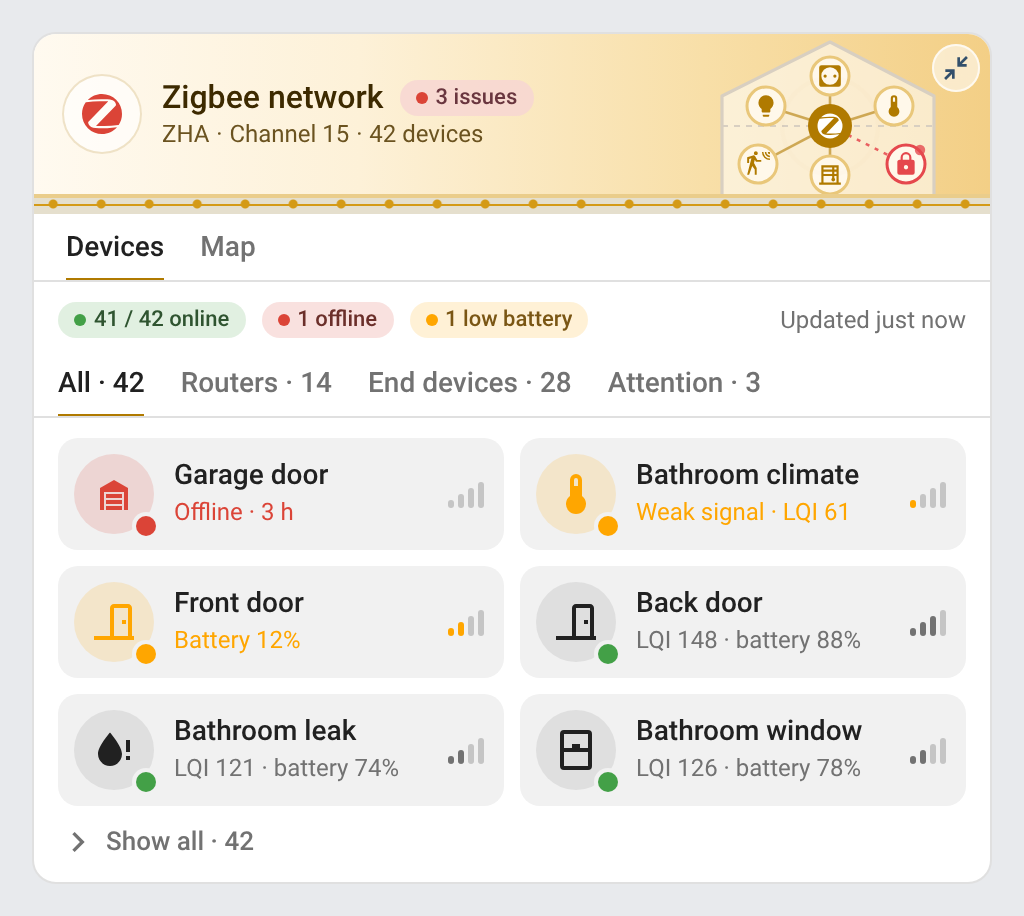 Zigbee network
3 issues
ZHA · Channel 15 · 42 devices
Devices
Map
41 / 42 online
1 offline
1 low battery
Updated just now
All · 42
Routers · 14
End devices · 28
Attention · 3
Garage door
Offline · 3 h
Bathroom climate
Weak signal · LQI 61
Front door
Battery 12%
Back door
LQI 148 · battery 88%
Bathroom leak
LQI 121 · battery 74%
Bathroom window
LQI 126 · battery 78%
Show all · 42